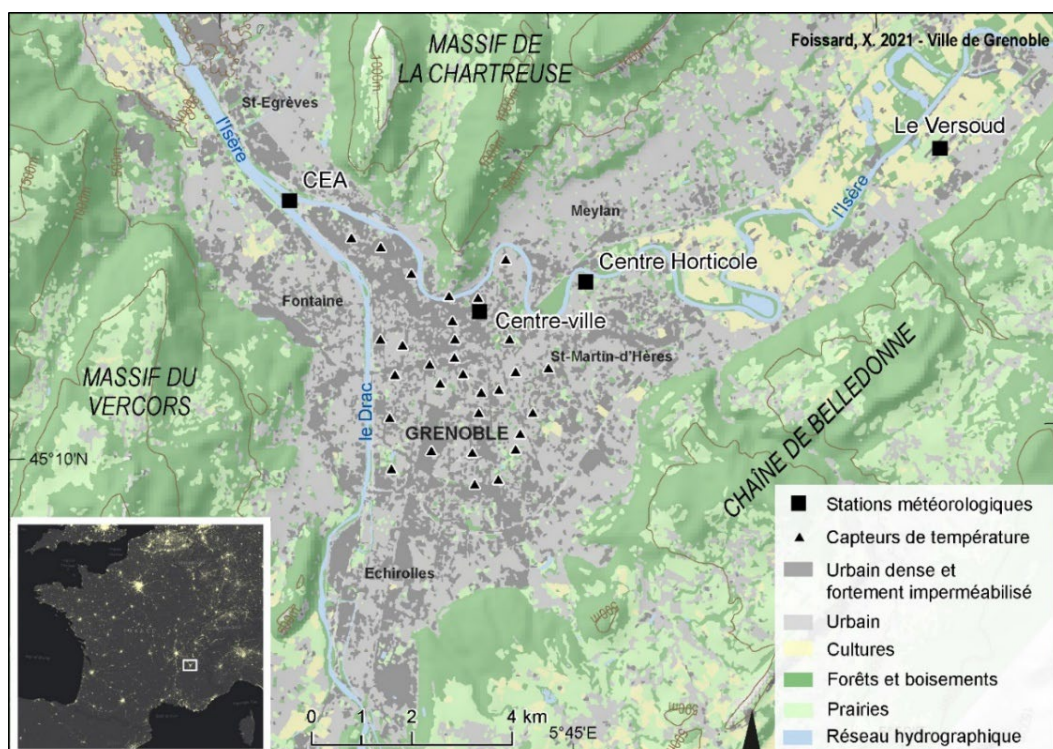 Foissard, X. 2021 - Ville de Grenoble
MASSIF DE
LA CHARTREUSE
1000m
St-Egrèves
l'Isère
Le Versoud
CEA
Meylan
l'Isère
1500m
Centre Horticole
Fontaine
Centre-ville
St-Martin-d'Hères
MASSIF DU
VERCORS
le Drac
GRENOBLE
CHAÎNE DE BELLEDONNE
45°10'N
Echirolles
500m
0 1 2 4 km
5°45'E
Stations météorologiques
Capteurs de température
Urbain dense et
fortement imperméabilisé
Urbain
Cultures
Forêts et boisements
Prairies
Réseau hydrographique